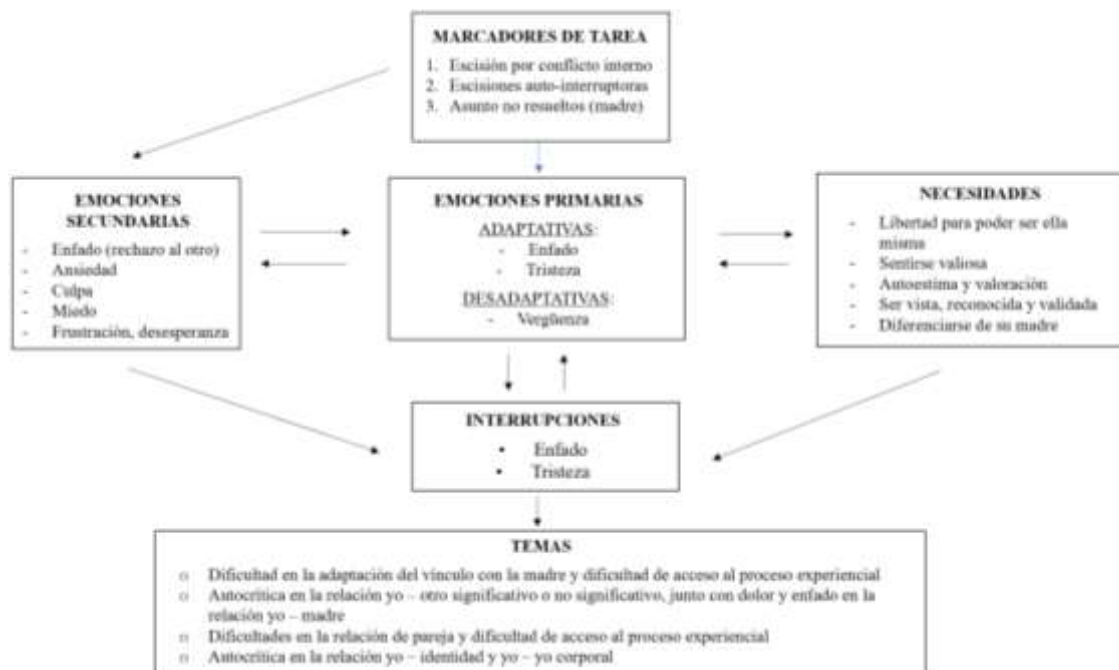 MARCADORES DE TAREA
1. Escisión por conflicto interno
2. Escisiones auto-interruptoras
3. Asunto no resueltos (madre)
EMOCIONES
SECUNDARIAS
- Enfado (rechazo al otro)
- Ansiedad
- Culpa
- Miedo
- Frustración, desesperanza
EMOCIONES PRIMARIAS
ADAPTATIVAS:
- Enfado
- Tristeza
DESADAPTATIVAS:
- Vergüenza
NECESIDADES
- Libertad para poder ser ella
misma
- Sentirse valiosa
- Autoestima y valoración
- Ser vista, reconocida y validada
- Diferenciarse de su madre
INTERRUPCIONES
• Enfado
• Tristeza
TEMAS
o Dificultad en la adaptación del vínculo con la madre y dificultad de acceso al proceso experiencial
o Autocrítica en la relación yo – otro significativo o no significativo, junto con dolor y enfado en la
relación yo – madre
o Dificultades en la relación de pareja y dificultad de acceso al proceso experiencial
o Autocrítica en la relación yo – identidad y yo – yo corporal